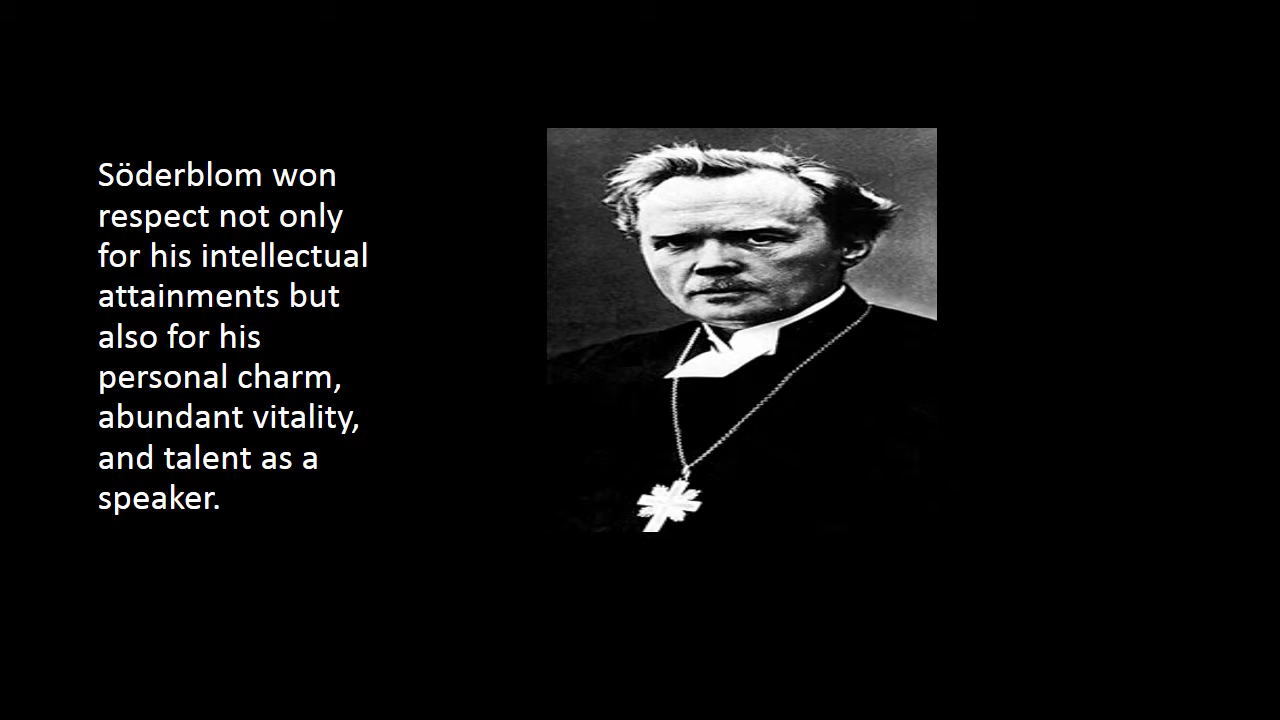 Söderblom won
respect not only
for his intellectual
attainments but
also for his
personal charm,
abundant vitality,
and talent as a
speaker.